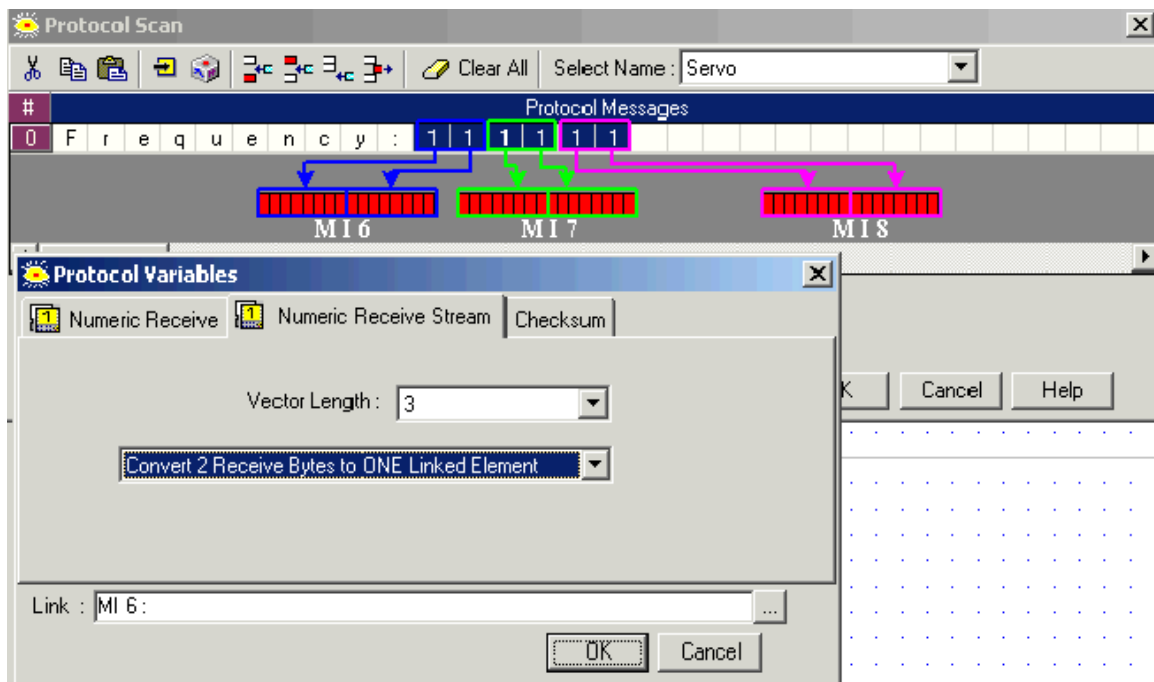 Protocol Scan
Clear All Select Name : Servo
# Protocol Messages
0 F r e q u e n c y : 1 1 1 1 1 1
MI 6 MI 7 MI 8
Protocol Variables
Numeric Receive Numeric Receive Stream Checksum
Vector Length : 3
K Cancel Help
Convert 2 Receive Bytes to ONE Linked Element
Link : MI 6 : ...
OK Cancel